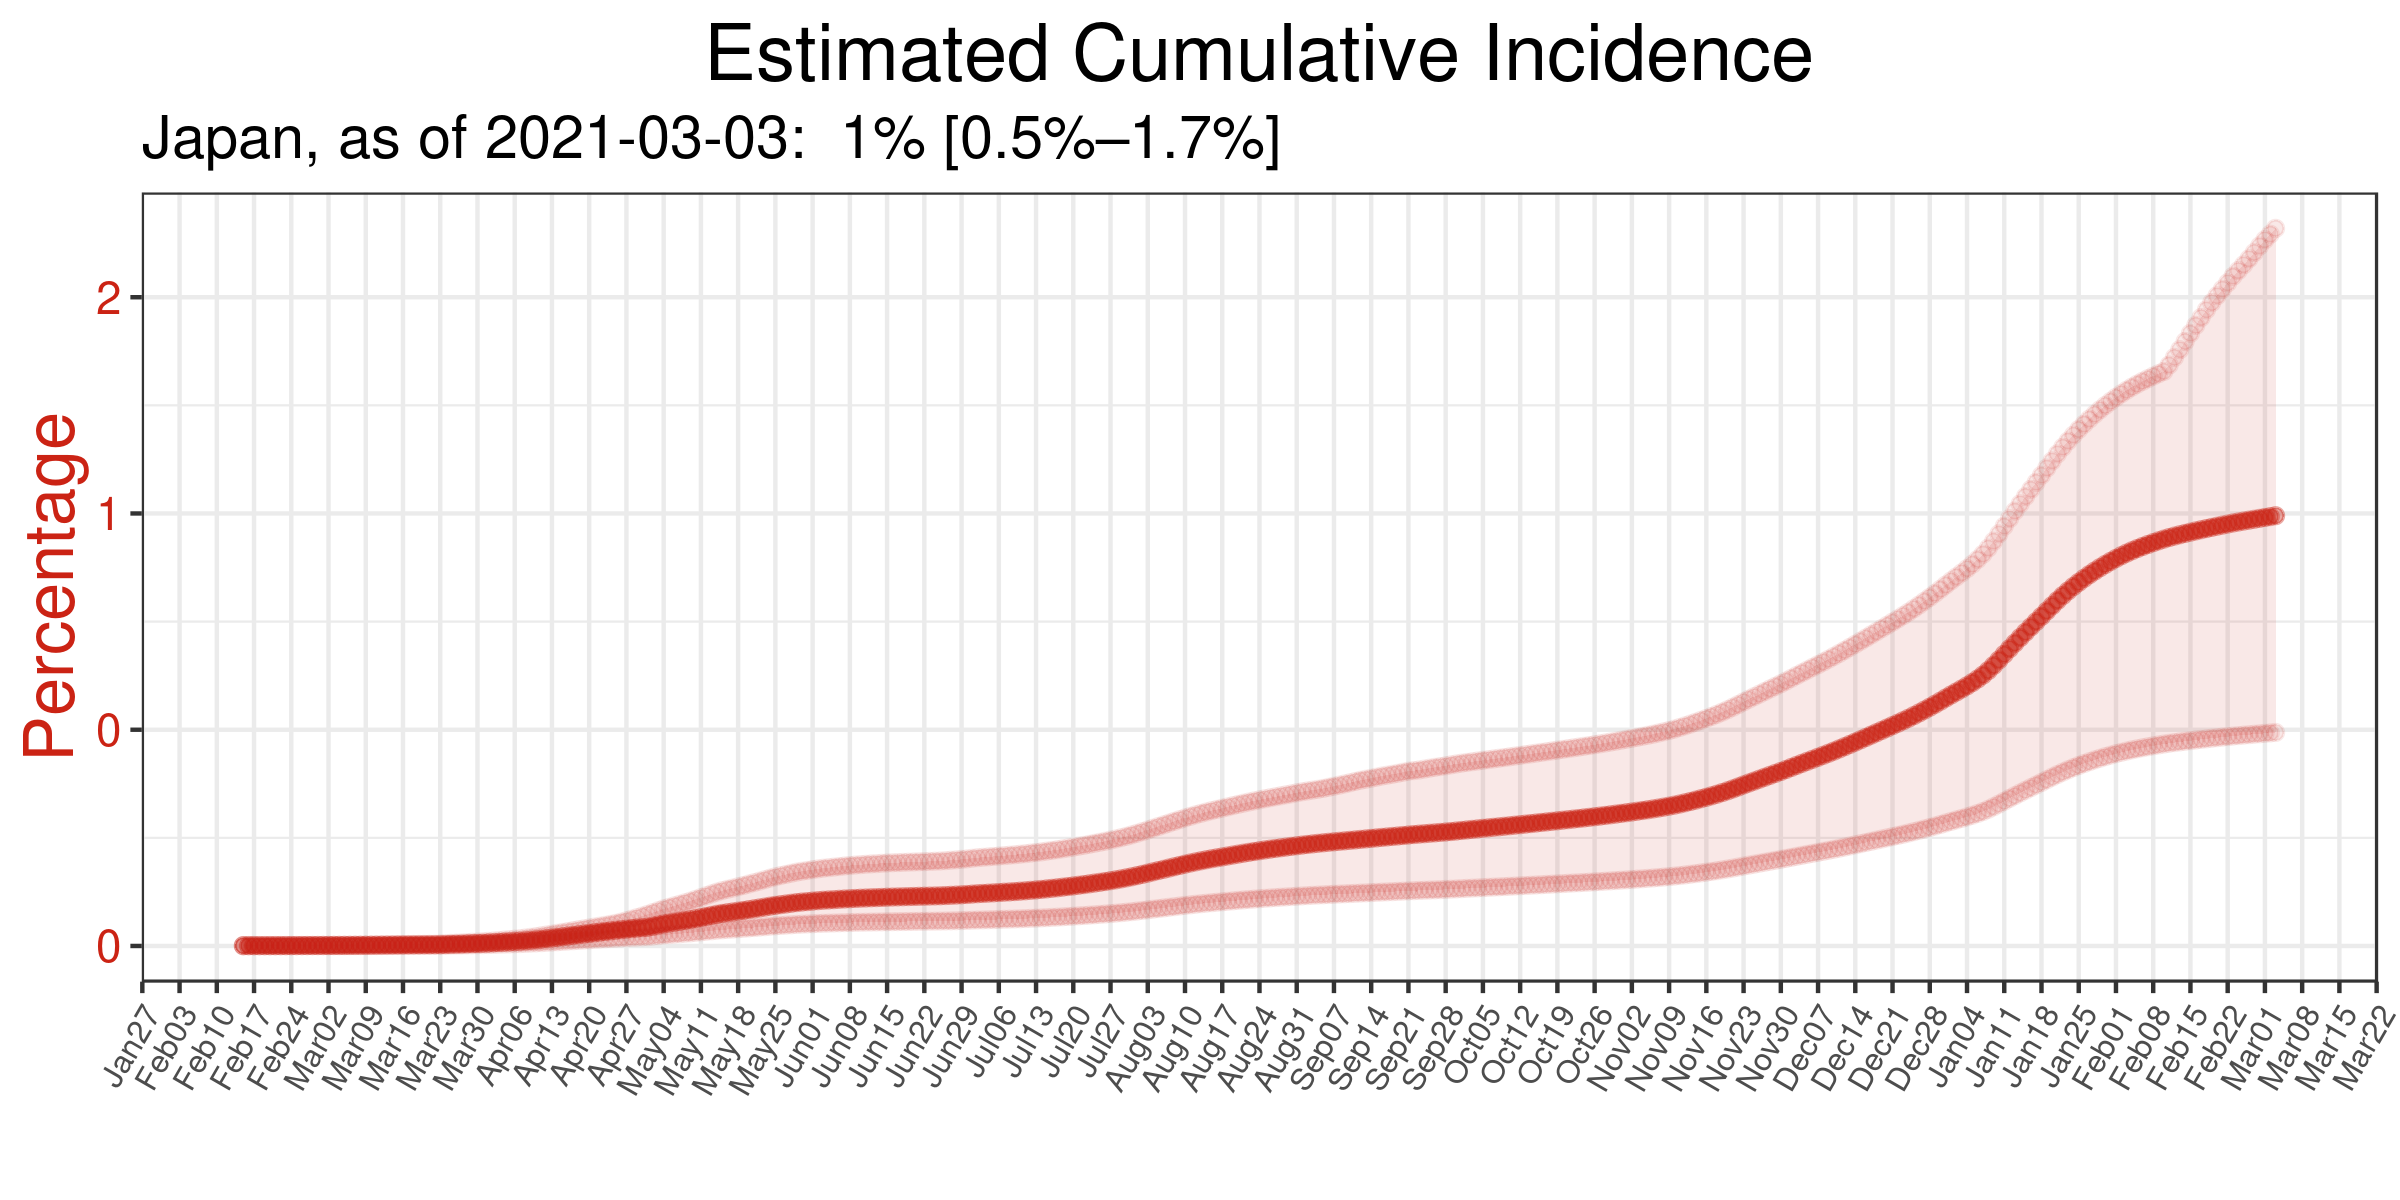 Estimated Cumulative Incidence
Japan, as of 2021-03-03:  1% [0.5%–1.7%]
Percentage
2
1
0
0
Jan27
Feb03
Feb10
Feb17
Feb24
Mar02
Mar09
Mar16
Mar23
Mar30
Apr06
Apr13
Apr20
Apr27
May04
May11
May18
May25
Jun01
Jun08
Jun15
Jun22
Jun29
Jul06
Jul13
Jul20
Jul27
Aug03
Aug10
Aug17
Aug24
Aug31
Sep07
Sep14
Sep21
Sep28
Oct05
Oct12
Oct19
Oct26
Nov02
Nov09
Nov16
Nov23
Nov30
Dec07
Dec14
Dec21
Dec28
Jan04
Jan11
Jan18
Jan25
Feb01
Feb08
Feb15
Feb22
Mar01
Mar08
Mar15
Mar22